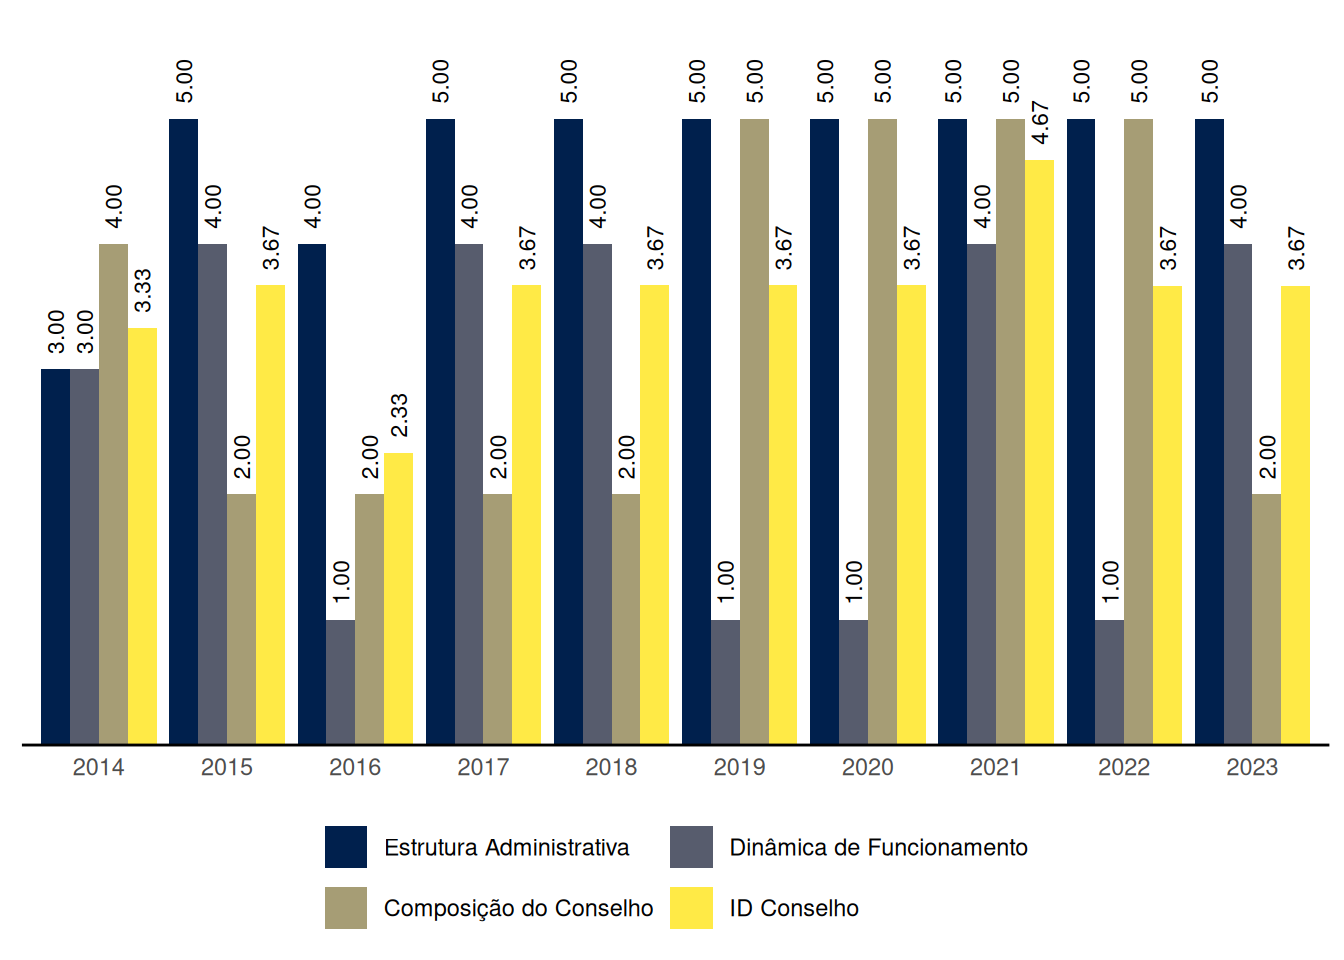 3.00 3.00 4.00 3.33 5.00 4.00 2.00 3.67 4.00 1.00 2.00 2.33 5.00 4.00 2.00 3.67 5.00 4.00 2.00 3.67 5.00 1.00 5.00 3.67 5.00 1.00 5.00 3.67 5.00 4.00 5.00 4.67 5.00 1.00 5.00 3.67 5.00 4.00 2.00 3.67
2014 2015 2016 2017 2018 2019 2020 2021 2022 2023
Estrutura Administrativa Dinâmica de Funcionamento
Composição do Conselho ID Conselho